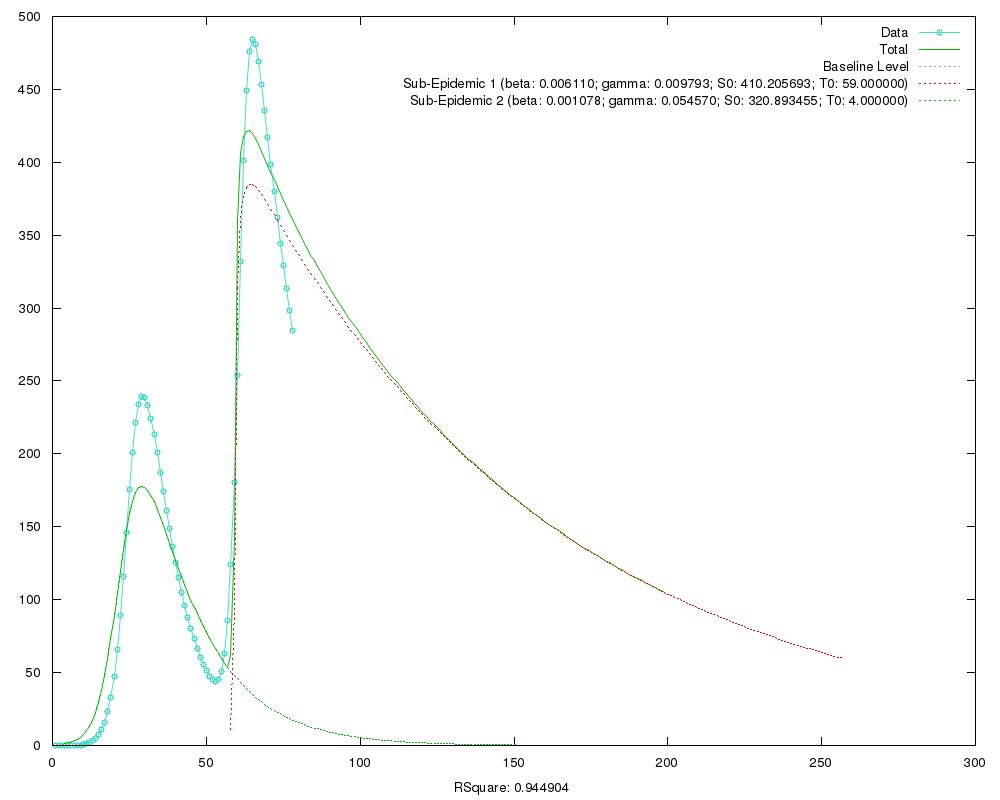 500
450
400
350
300
250
200
150
100
50
0
0 50 100 150 200 250 300
Data
Total
Baseline Level
Sub-Epidemic 1 (beta: 0.006110; gamma: 0.009793; S0: 410.205693; T0: 59.000000)
Sub-Epidemic 2 (beta: 0.001078; gamma: 0.054570; S0: 320.893455; T0: 4.000000)
RSquare: 0.944904